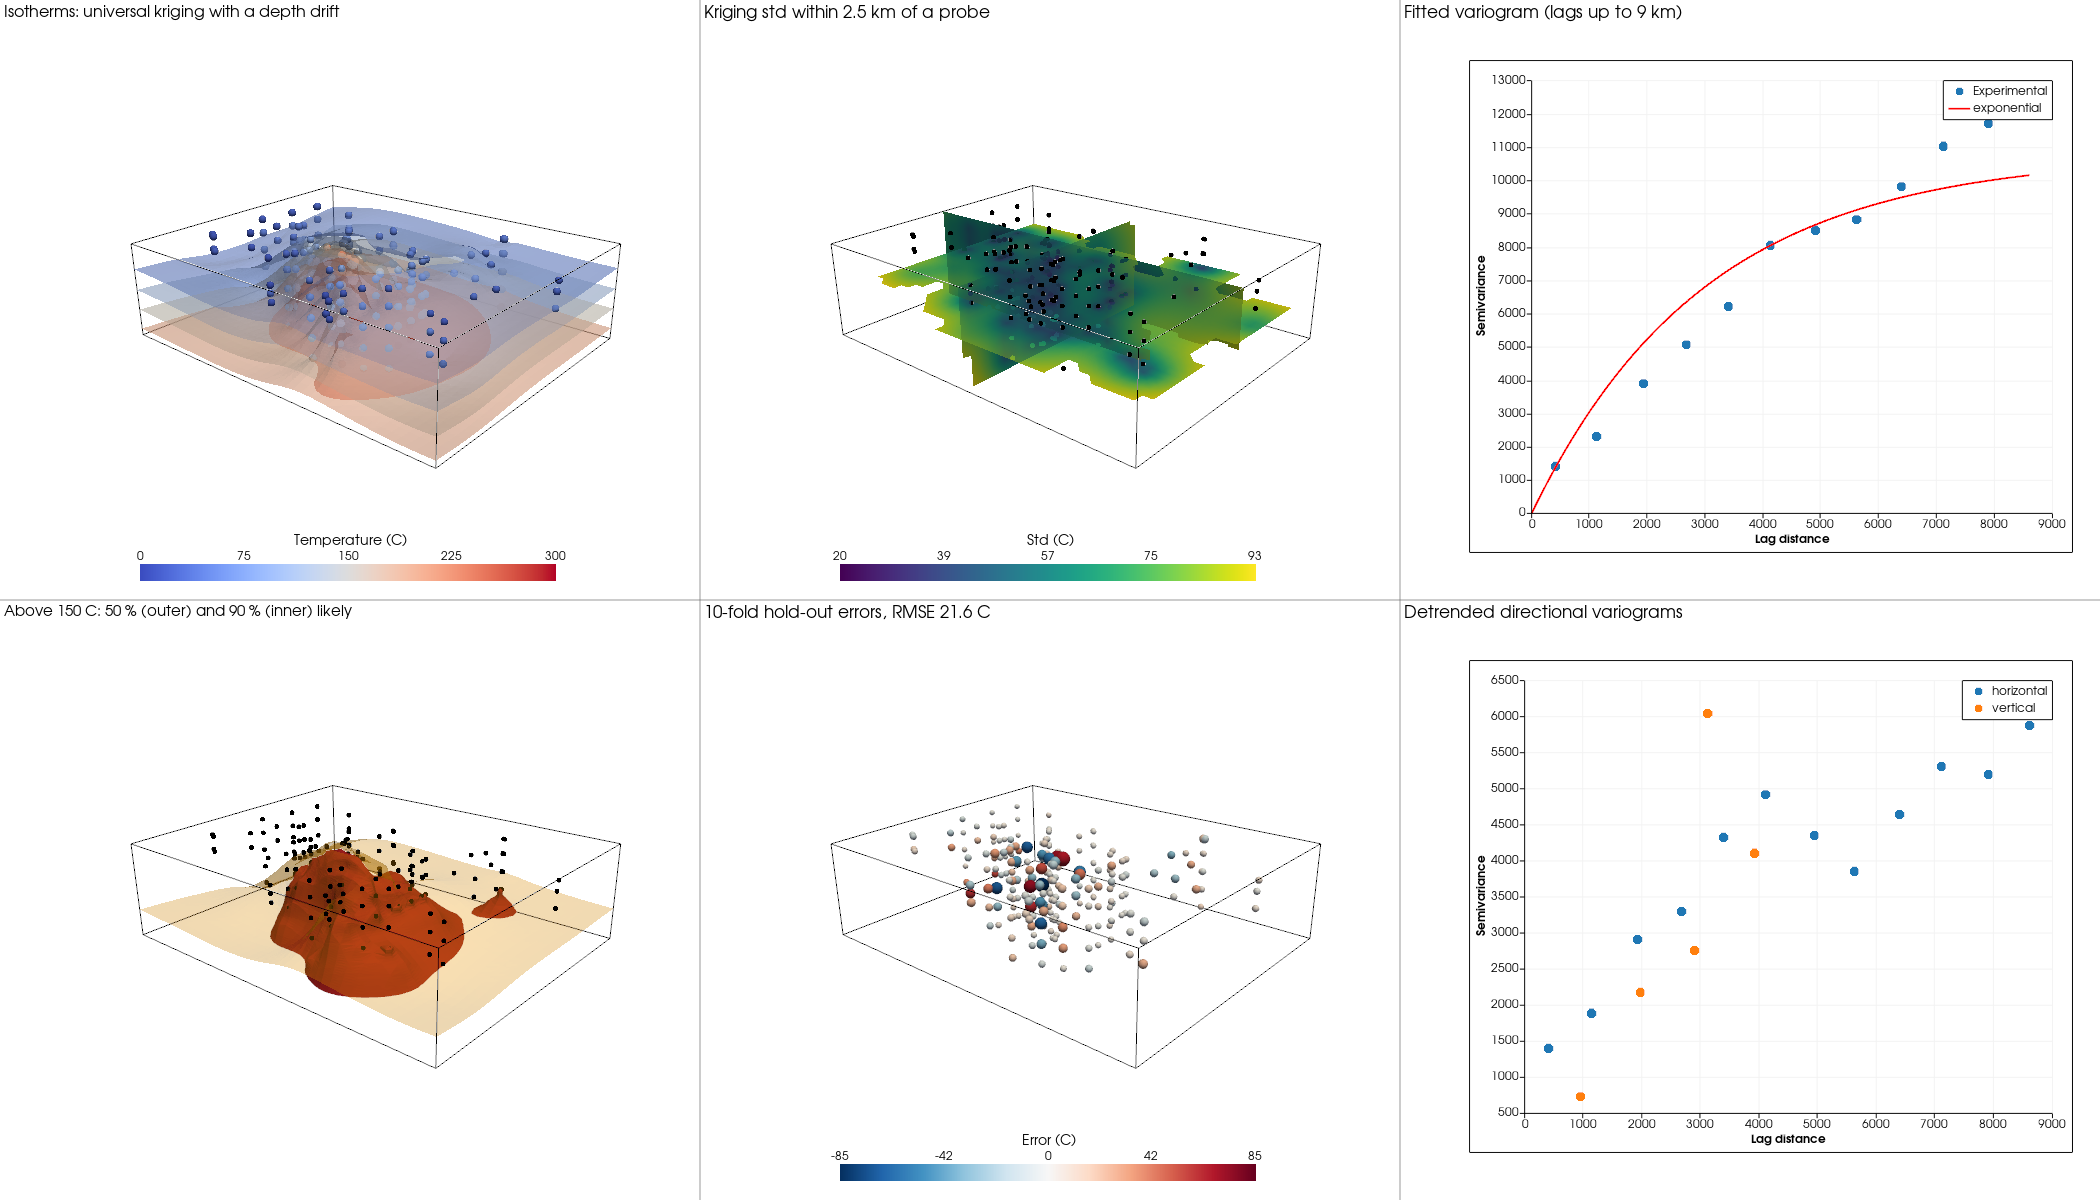 Isotherms: universal kriging with a depth drift
Temperature (C)
0 75 150 225 300
Kriging std within 2.5 km of a probe
Std (C)
20 39 57 75 93
Fitted variogram (lags up to 9 km)
Experimental
exponential
13000
12000
11000
10000
9000
8000
7000
6000
5000
4000
3000
2000
1000
0
Semivariance
0 1000 2000 3000 4000 5000 6000 7000 8000 9000
Lag distance
Above 150 C: 50 % (outer) and 90 % (inner) likely
10-fold hold-out errors, RMSE 21.6 C
Error (C)
-85 -42 0 42 85
Detrended directional variograms
horizontal
vertical
6500
6000
5500
5000
4500
4000
3500
3000
2500
2000
1500
1000
500
Semivariance
0 1000 2000 3000 4000 5000 6000 7000 8000 9000
Lag distance